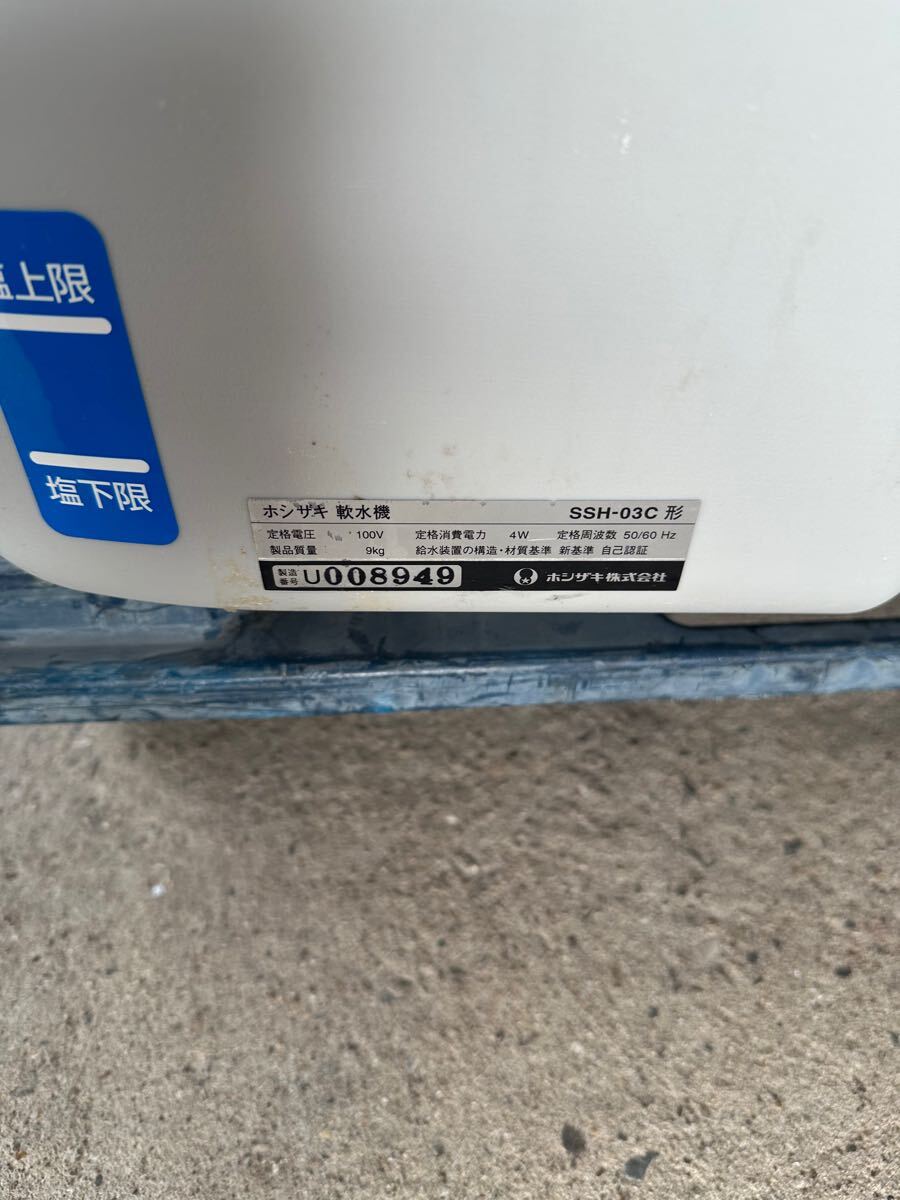 塩上限
塩下限
ホシザキ 軟水機 SSH-03C 形
定格電圧 100V 定格消費電力 4W 定格周波数 50/60 Hz
製品質量 9kg 給水装置の構造・材質基準 新基準 自己認証
製造番号 U008949 ホシザキ株式会社